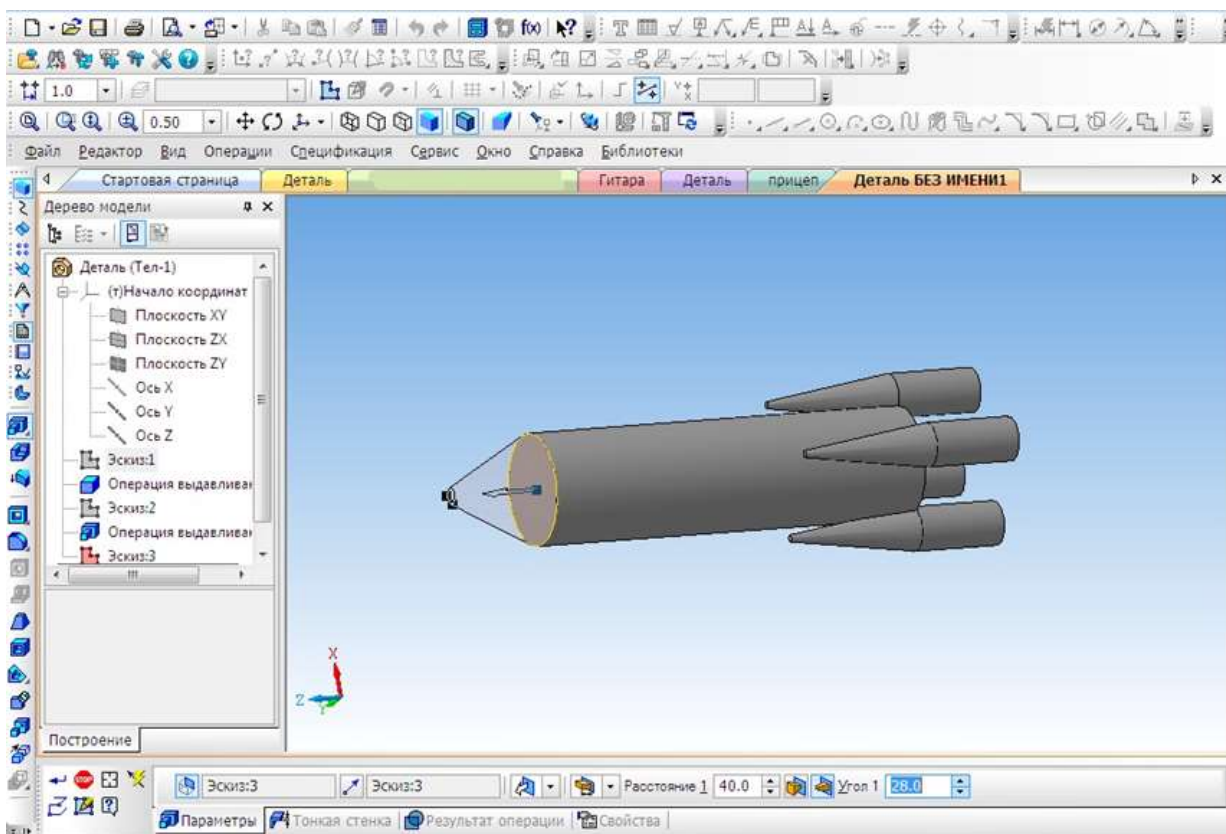 1.0
0.50
Файл Редактор Вид Операции Спецификация Сервис Окно Справка Библиотеки
Стартовая страница Деталь Гитара Деталь прицеп Деталь БЕЗ ИМЕНИ1
Дерево модели
Деталь (Тел-1)
(т)Начало координат
Плоскость XY
Плоскость ZX
Плоскость ZY
Ось X
Ось Y
Ось Z
Эскиз:1
Операция выдавливан
Эскиз:2
Операция выдавливан
Эскиз:3
X
Z
Y
Построение
STOP
Эскиз:3 Эскиз:3 Расстояние 1 40.0 Угол 1 28.0
Параметры Тонкая стенка Результат операции Свойства